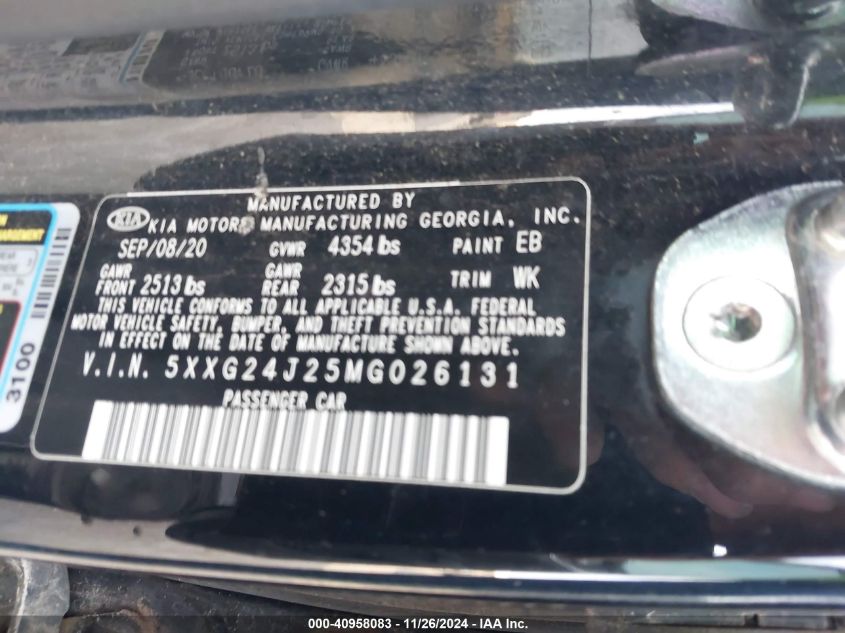 MANUFACTURED BY
KIA KIA MOTORS MANUFACTURING GEORGIA, INC.
SEP/08/20 GVWR 4354 lbs PAINT EB
GAWR FRONT 2513 lbs GAWR REAR 2315 lbs TRIM WK
THIS VEHICLE CONFORMS TO ALL APPLICABLE U.S.A. FEDERAL
MOTOR VEHICLE SAFETY, BUMPER, AND THEFT PREVENTION STANDARDS
IN EFFECT ON THE DATE OF MANUFACTURE SHOWN ABOVE.
V.I.N. 5XXG24J25MG026131
PASSENGER CAR
3100
000-40958083 - 11/26/2024 - IAA Inc.